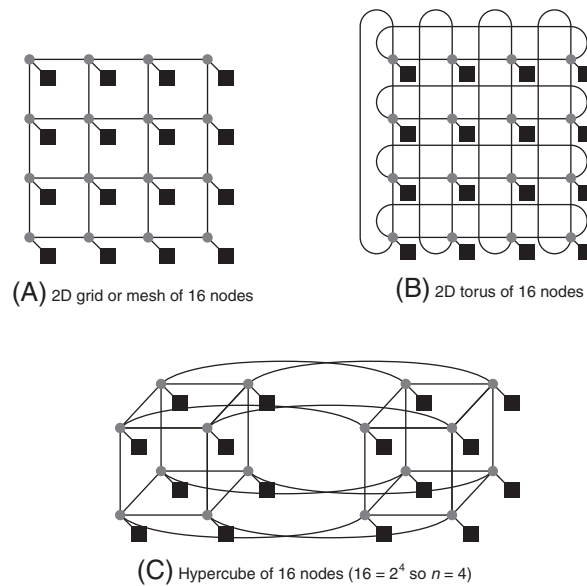 (A) 2D grid or mesh of 16 nodes
(B) 2D torus of 16 nodes
(C) Hypercube of 16 nodes (16 = 2⁴ so n = 4)